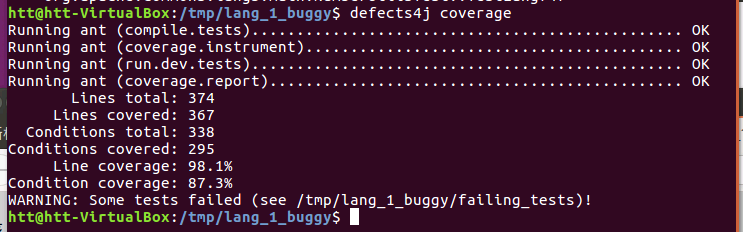 htt@htt-VirtualBox:/tmp/lang_1_buggy$ defects4j coverage
Running ant (compile.tests)................................................ OK
Running ant (coverage.instrument).......................................... OK
Running ant (run.dev.tests)................................................ OK
Running ant (coverage.report).............................................. OK
Lines total: 374
Lines covered: 367
Conditions total: 338
Conditions covered: 295
Line coverage: 98.1%
Condition coverage: 87.3%
WARNING: Some tests failed (see /tmp/lang_1_buggy/failing_tests)!
htt@htt-VirtualBox:/tmp/lang_1_buggy$